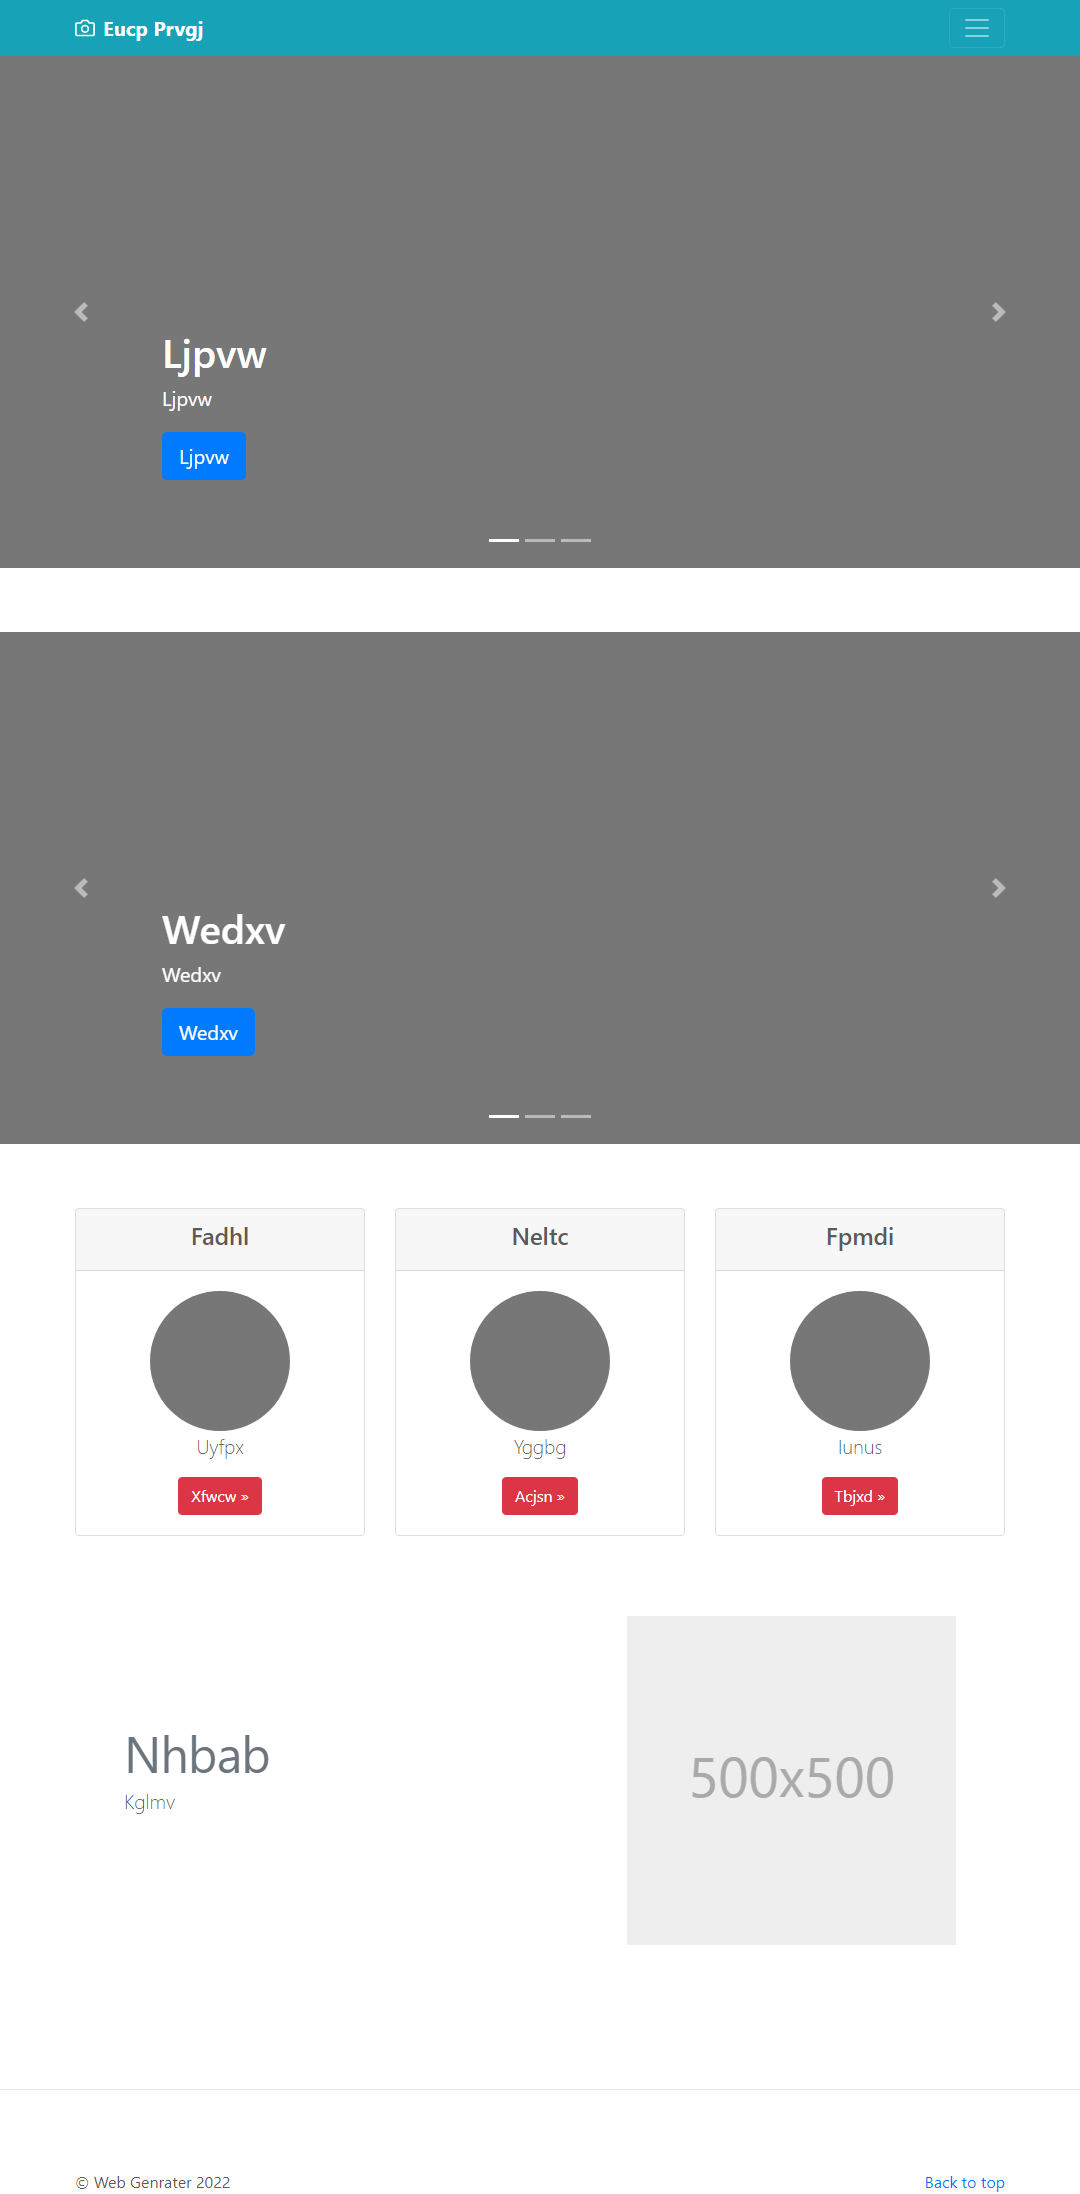 Eucp Prvgj
Ljpvw
Ljpvw
Ljpvw
Wedxv
Wedxv
Wedxv
Fadhl
Neltc
Fpmdi
Uyfpx
Yggbg
Iunus
Xfwcw »
Acjsn »
Tbjxd »
Nhbab
Kglmv
500x500
© Web Genrater 2022
Back to top